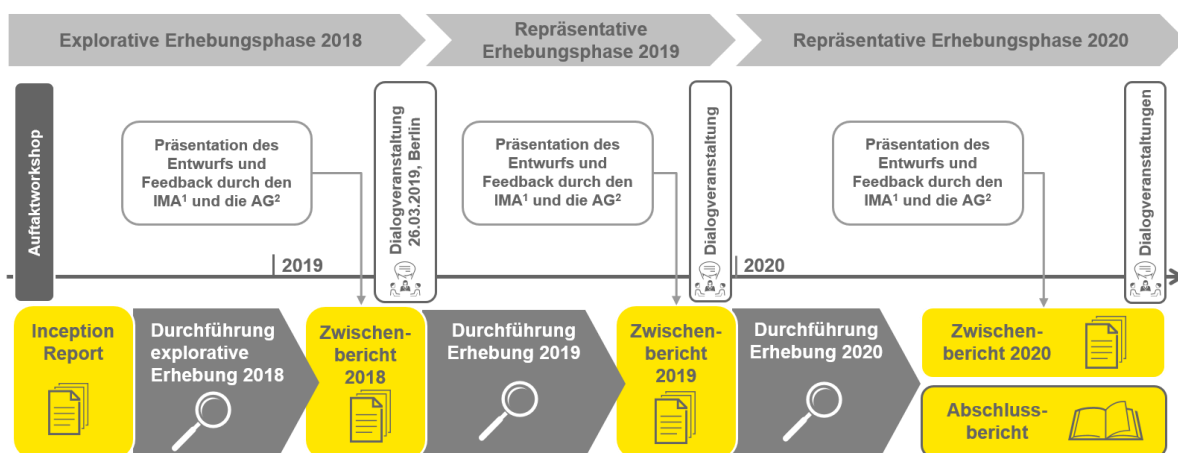 Explorative Erhebungsphase 2018
Repräsentative
Erhebungsphase 2019
Repräsentative Erhebungsphase 2020
Auftaktworkshop
Präsentation des
Entwurfs und
Feedback durch den
IMA¹ und die AG²
Dialogveranstaltung
26.03.2019, Berlin
Präsentation des
Entwurfs und
Feedback durch den
IMA¹ und die AG²
Dialogveranstaltung
Präsentation des
Entwurfs und
Feedback durch den
IMA¹ und die AG²
Dialogveranstaltungen
2019
2020
Inception
Report
Durchführung
explorative
Erhebung 2018
Zwischen-
bericht
2018
Durchführung
Erhebung 2019
Zwischen-
bericht
2019
Durchführung
Erhebung 2020
Zwischen-
bericht 2020
Abschluss-
bericht